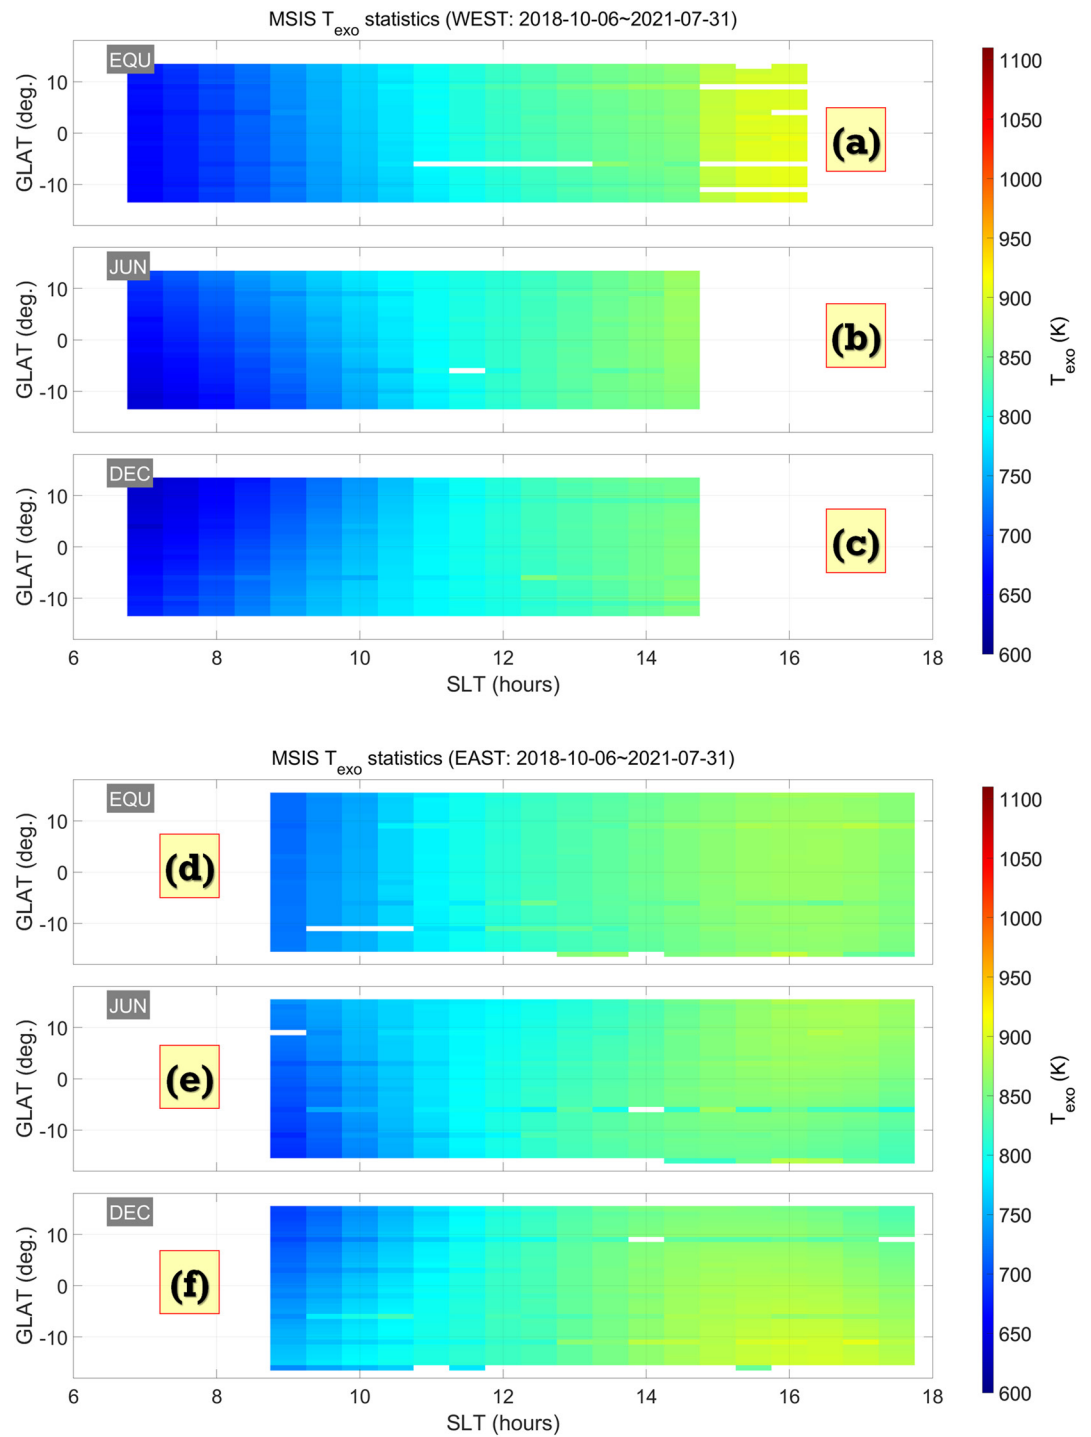 MSIS Texo statistics (WEST: 2018-10-06~2021-07-31)
EQU
GLAT (deg.)
10
0
-10
(a)
JUN
GLAT (deg.)
10
0
-10
(b)
DEC
GLAT (deg.)
10
0
-10
(c)
6 8 10 12 14 16 18
SLT (hours)
1100
1050
1000
950
900
850
800
750
700
650
600
Texo (K)
MSIS Texo statistics (EAST: 2018-10-06~2021-07-31)
EQU
GLAT (deg.)
10
0
-10
(d)
JUN
GLAT (deg.)
10
0
-10
(e)
DEC
GLAT (deg.)
10
0
-10
(f)
6 8 10 12 14 16 18
SLT (hours)
1100
1050
1000
950
900
850
800
750
700
650
600
Texo (K)